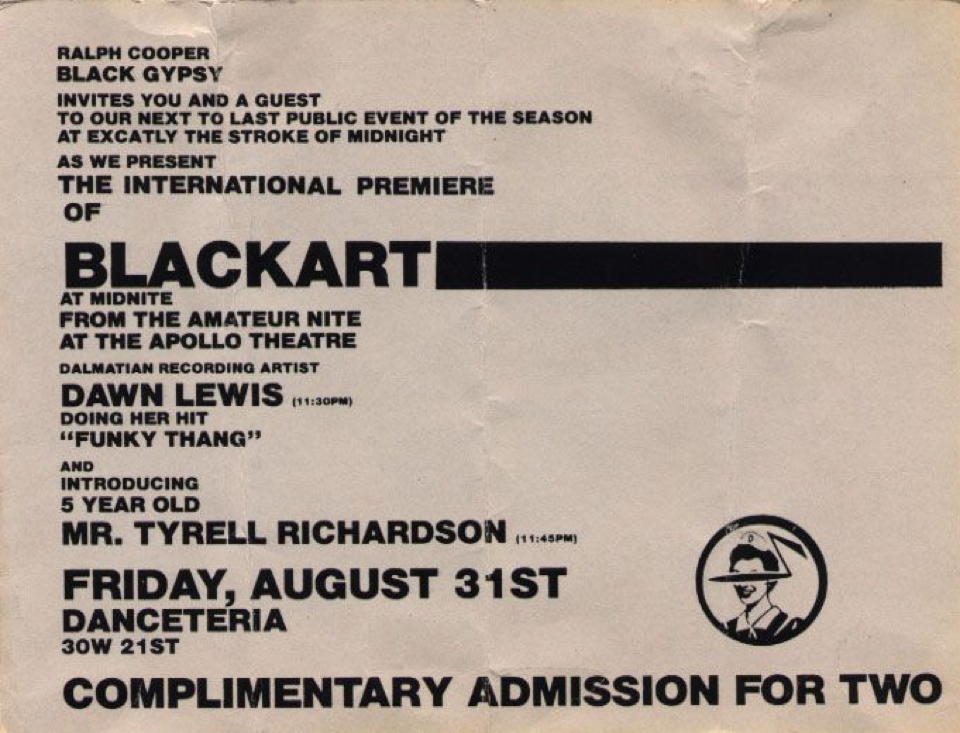 RALPH COOPER
BLACK GYPSY
INVITES YOU AND A GUEST
TO OUR NEXT TO LAST PUBLIC EVENT OF THE SEASON
AT EXCATLY THE STROKE OF MIDNIGHT
AS WE PRESENT
THE INTERNATIONAL PREMIERE
OF
BLACKART
AT MIDNITE
FROM THE AMATEUR NITE
AT THE APOLLO THEATRE
DALMATIAN RECORDING ARTIST
DAWN LEWIS (11:30PM)
DOING HER HIT
“FUNKY THANG”
AND
INTRODUCING
5 YEAR OLD
MR. TYRELL RICHARDSON (11:45PM)
FRIDAY, AUGUST 31ST
DANCETERIA
30W 21ST
D
COMPLIMENTARY ADMISSION FOR TWO